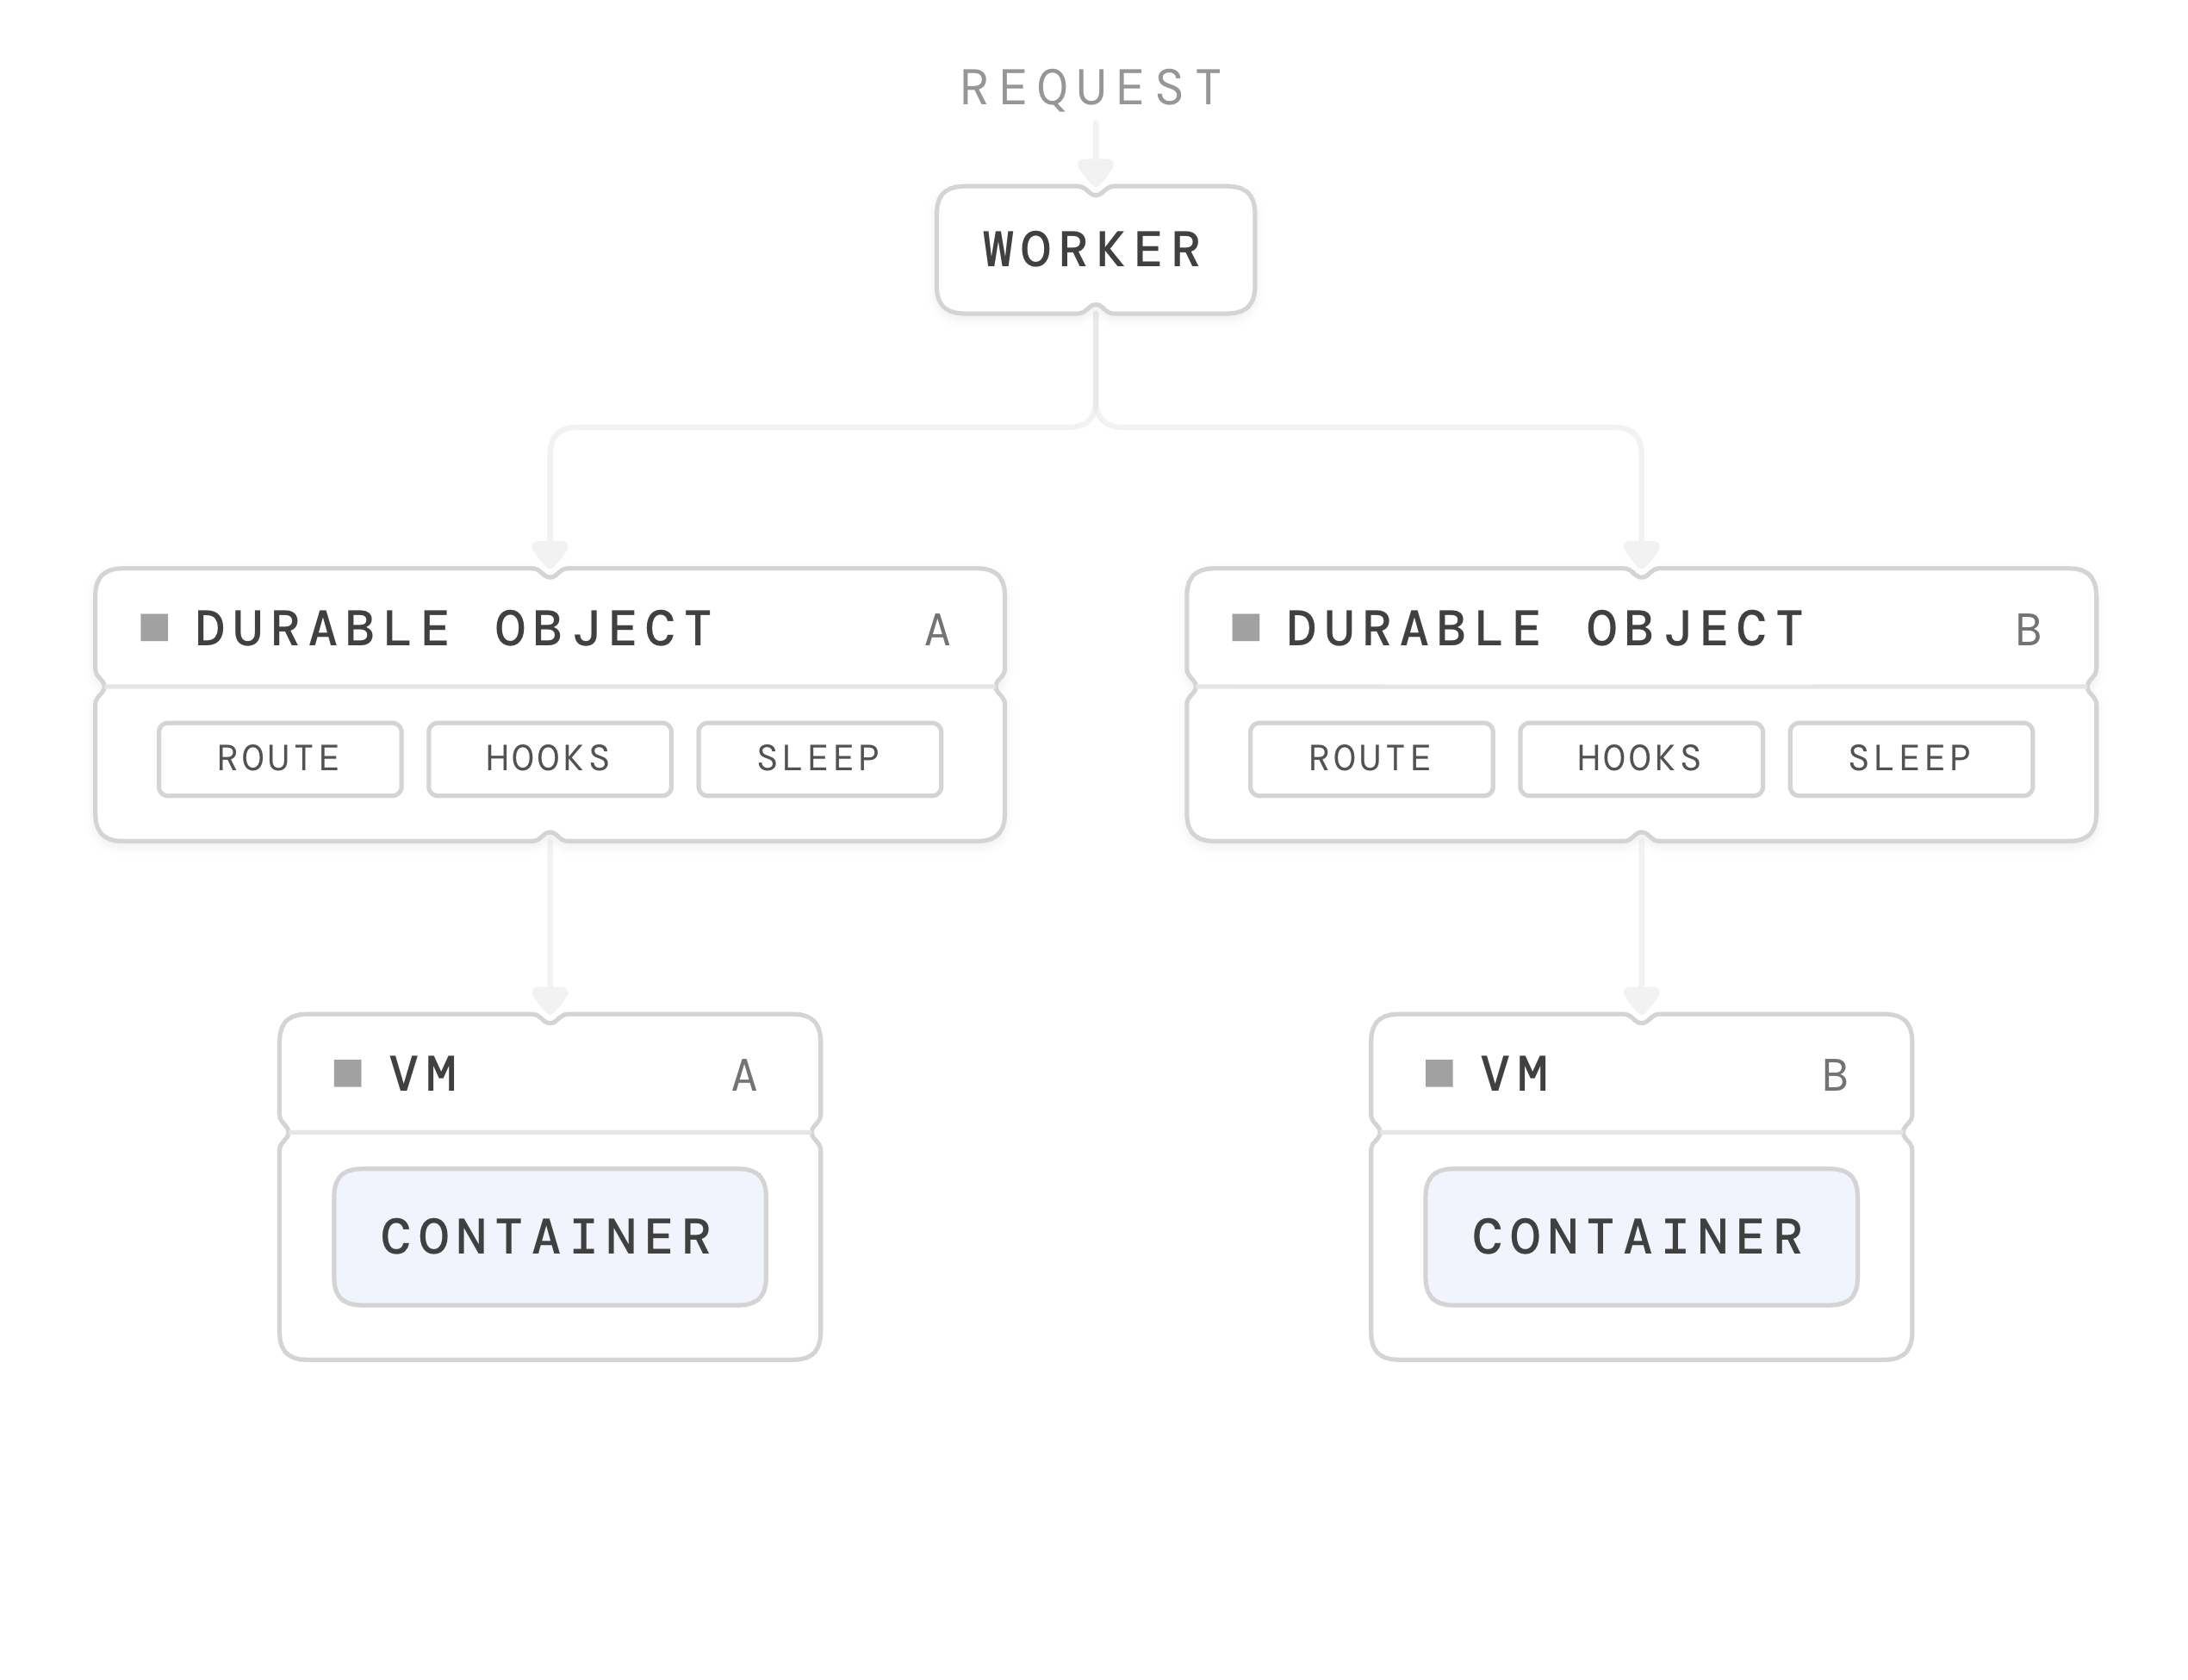 REQUEST
WORKER
DURABLE OBJECT A
ROUTE HOOKS SLEEP
DURABLE OBJECT B
ROUTE HOOKS SLEEP
VM A
CONTAINER
VM B
CONTAINER